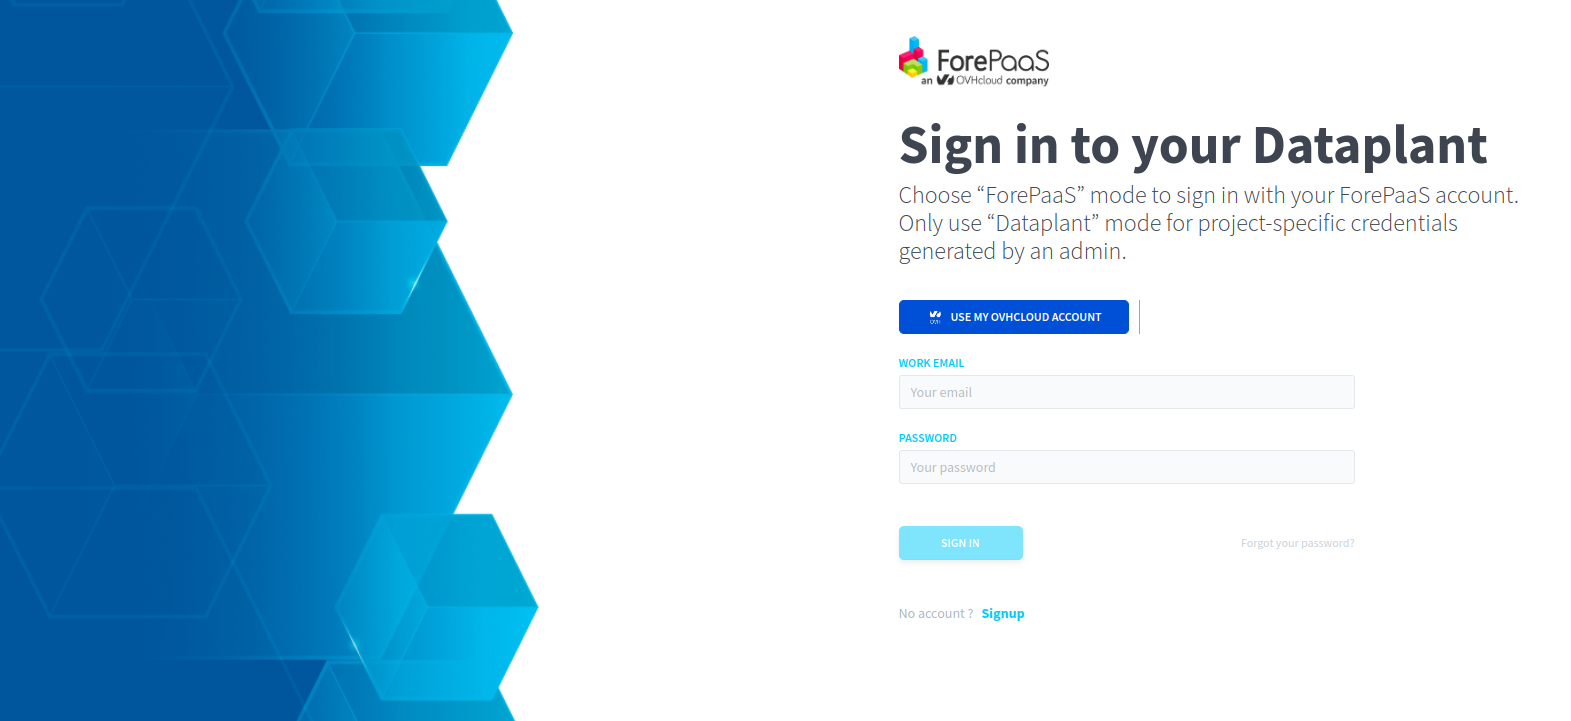 ForePaaS
an OVHcloud company
Sign in to your Dataplant
Choose “ForePaaS” mode to sign in with your ForePaaS account.
Only use “Dataplant” mode for project-specific credentials
generated by an admin.
OVH USE MY OVHCLOUD ACCOUNT
WORK EMAIL
Your email
PASSWORD
Your password
SIGN IN Forgot your password?
No account ? Signup